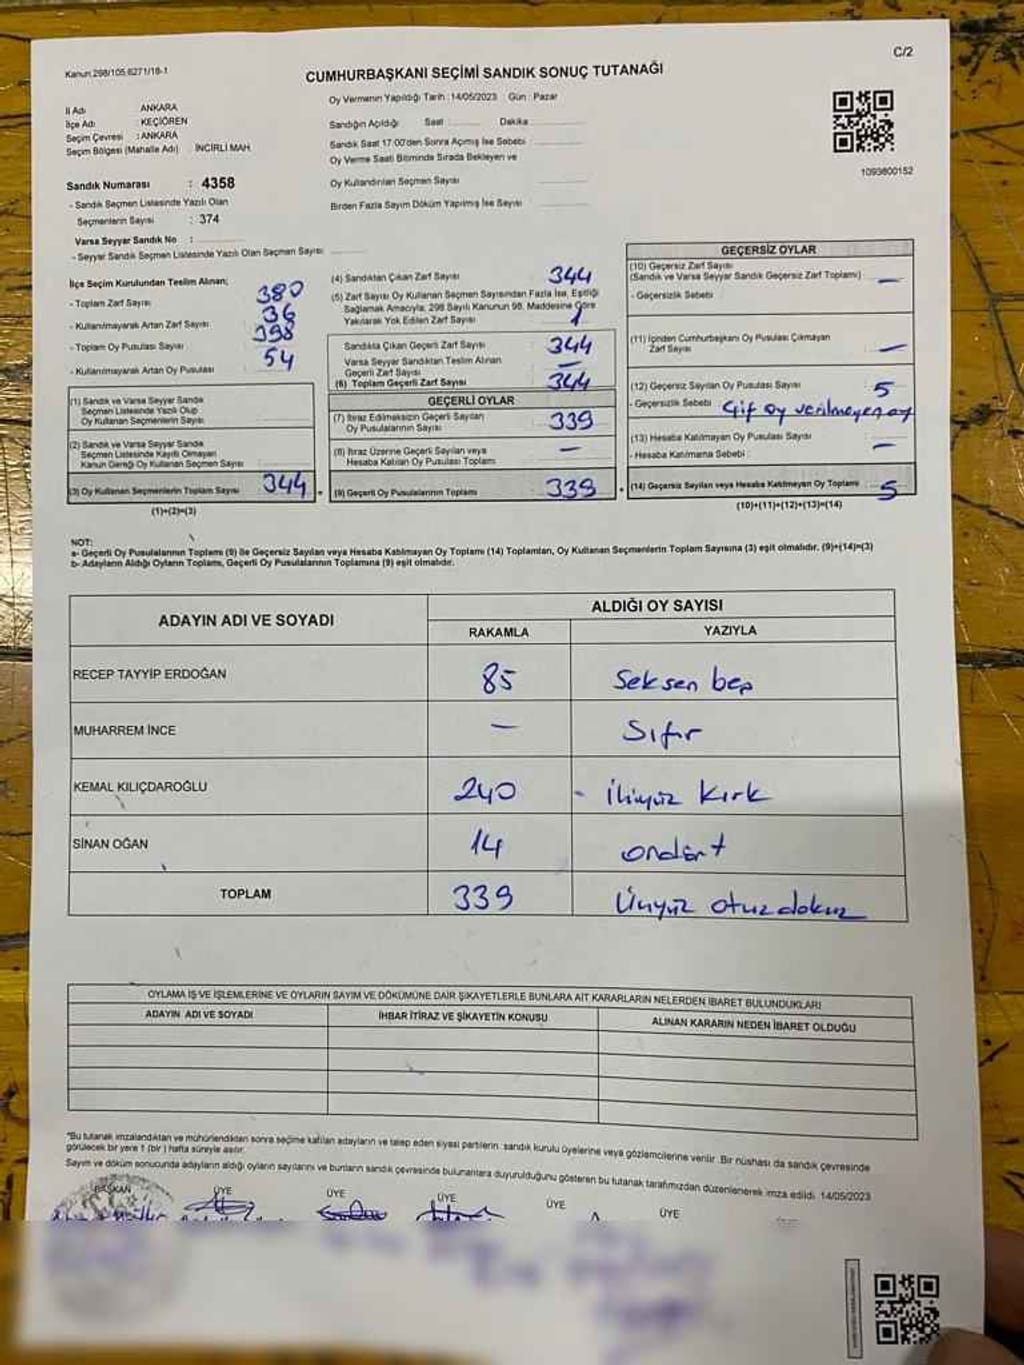 C/2
Kanun:298/105,6271/18-1
CUMHURBAŞKANI SEÇİMİ SANDIK SONUÇ TUTANAĞI
İl Adı ANKARA
İlçe Adı : KEÇİÖREN
Seçim Çevresi : ANKARA
Seçim Bölgesi (Mahalle Adı) İNCİRLİ MAH.
Sandık Numarası : 4358
- Sandık Seçmen Listesinde Yazılı Olan
Seçmenlerin Sayısı : 374
Varsa Seyyar Sandık No :
- Seyyar Sandık Seçmen Listesinde Yazılı Olan Seçmen Sayısı
Oy Vermenin Yapıldığı Tarih :14/05/2023 Gün : Pazar
Sandığın Açıldığı Saat Dakika
Sandık Saat 17.00'den Sonra Açılmış İse Sebebi
Oy Verme Saati Bitiminde Sırada Bekleyen ve
Oy Kullandırılan Seçmen Sayısı
Birden Fazla Sayım Döküm Yapılmış İse Sayısı
1093800152
İlçe Seçim Kurulundan Teslim Alınan;
- Toplam Zarf Sayısı 380
- Kullanılmayarak Artan Zarf Sayısı 36
- Toplam Oy Pusulası Sayısı 398
- Kullanılmayarak Artan Oy Pusulası 54
(1) Sandık ve Varsa Seyyar Sandık
Seçmen Listesinde Yazılı Olup
Oy Kullanan Seçmenlerin Sayısı
(2) Sandık ve Varsa Seyyar Sandık
Seçmen Listesinde Kayıtlı Olmayan
Kanun Gereği Oy Kullanan Seçmen Sayısı
(3) Oy Kullanan Seçmenlerin Toplam Sayısı 344
(1)+(2)=(3)
(4) Sandıktan Çıkan Zarf Sayısı 344
(5) Zarf Sayısı Oy Kullanan Seçmen Sayısından Fazla İse, Eşitliği
Sağlamak Amacıyla, 298 Sayılı Kanunun 98. Maddesine Göre
Yakılarak Yok Edilen Zarf Sayısı
Sandıkta Çıkan Geçerli Zarf Sayısı 344
Varsa Seyyar Sandıktan Teslim Alınan
Geçerli Zarf Sayısı —
(6) Toplam Geçerli Zarf Sayısı 344
GEÇERLİ OYLAR
(7) İtiraz Edilmeksizin Geçerli Sayılan
Oy Pusulalarının Sayısı 339
(8) İtiraz Üzerine Geçerli Sayılan veya
Hesaba Katılan Oy Pusulası Toplamı —
(9) Geçerli Oy Pusulalarının Toplamı 339
GEÇERSİZ OYLAR
(10) Geçersiz Zarf Sayısı
(Sandık ve Varsa Seyyar Sandık Geçersiz Zarf Toplamı) —
- Geçersizlik Sebebi
(11) İçinden Cumhurbaşkanı Oy Pusulası Çıkmayan
Zarf Sayısı —
(12) Geçersiz Sayılan Oy Pusulası Sayısı 5
- Geçersizlik Sebebi
(13) Hesaba Katılmayan Oy Pusulası Sayısı —
- Hesaba Katılmama Sebebi
(14) Geçersiz Sayılan veya Hesaba Katılmayan Oy Toplamı 5
(10)+(11)+(12)+(13)=(14)
NOT:
a- Geçerli Oy Pusulalarının Toplamı (9) ile Geçersiz Sayılan veya Hesaba Katılmayan Oy Toplamı (14) Toplamları, Oy Kullanan Seçmenlerin Toplam Sayısına (3) eşit olmalıdır. (9)+(14)=(3)
b- Adayların Aldığı Oyların Toplamı, Geçerli Oy Pusulalarının Toplamına (9) eşit olmalıdır.
ADAYIN ADI VE SOYADI ALDIĞI OY SAYISI
RAKAMLA YAZIYLA
RECEP TAYYİP ERDOĞAN 85 Seksen beş
MUHARREM İNCE — Sıfır
KEMAL KILIÇDAROĞLU 240 - İkiyüz kırk
SİNAN OĞAN 14 ondört
TOPLAM 339 Üçyüz otuz dokuz
OYLAMA İŞ VE İŞLEMLERİNE VE OYLARIN SAYIM VE DÖKÜMÜNE DAİR ŞİKAYETLERLE BUNLARA AİT KARARLARIN NELERDEN İBARET BULUNDUKLARI
ADAYIN ADI VE SOYADI İHBAR İTİRAZ VE ŞİKAYETİN KONUSU ALINAN KARARIN NEDEN İBARET OLDUĞU
"Bu tutanak imzalandıktan ve mühürlendikten sonra seçime katılan adayların ve talep eden siyasi partilerin sandık kurulu üyelerine veya gözlemcilerine verilir. Bir nüshası da sandık çevresinde
görülecek bir yere 1 (bir) hafta süreyle asılır.
Sayım ve döküm sonucunda adayların aldığı oyların sayılarını ve bunların sandık çevresinde bulunanlara duyurulduğunu gösteren bu tutanak tarafımızdan düzenlenerek imza edildi. 14/05/2023
BAŞKAN ÜYE ÜYE ÜYE ÜYE ÜYE